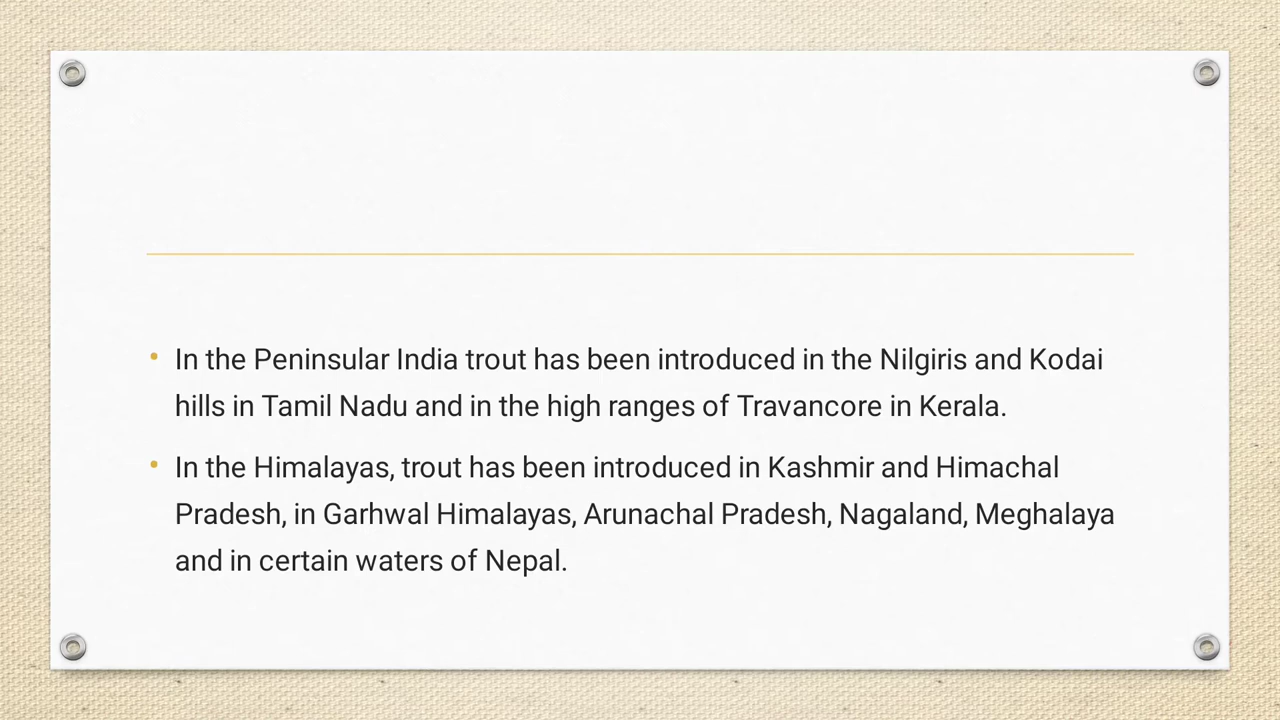 • In the Peninsular India trout has been introduced in the Nilgiris and Kodai
hills in Tamil Nadu and in the high ranges of Travancore in Kerala.
• In the Himalayas, trout has been introduced in Kashmir and Himachal
Pradesh, in Garhwal Himalayas, Arunachal Pradesh, Nagaland, Meghalaya
and in certain waters of Nepal.